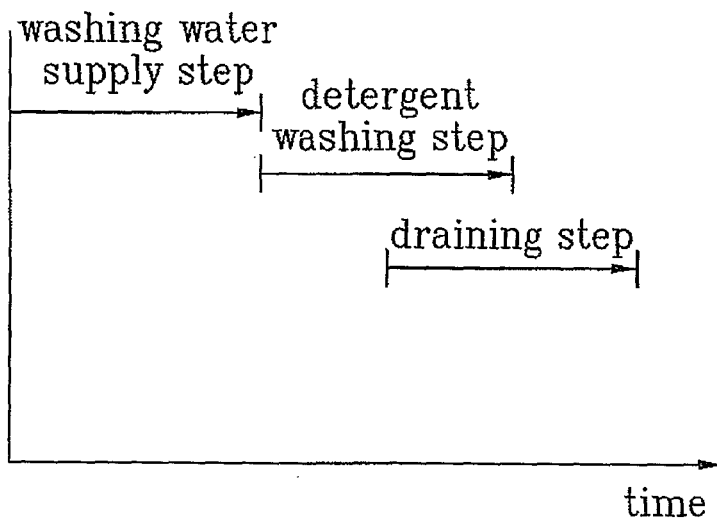 washing water
supply step
detergent
washing step
draining step
time